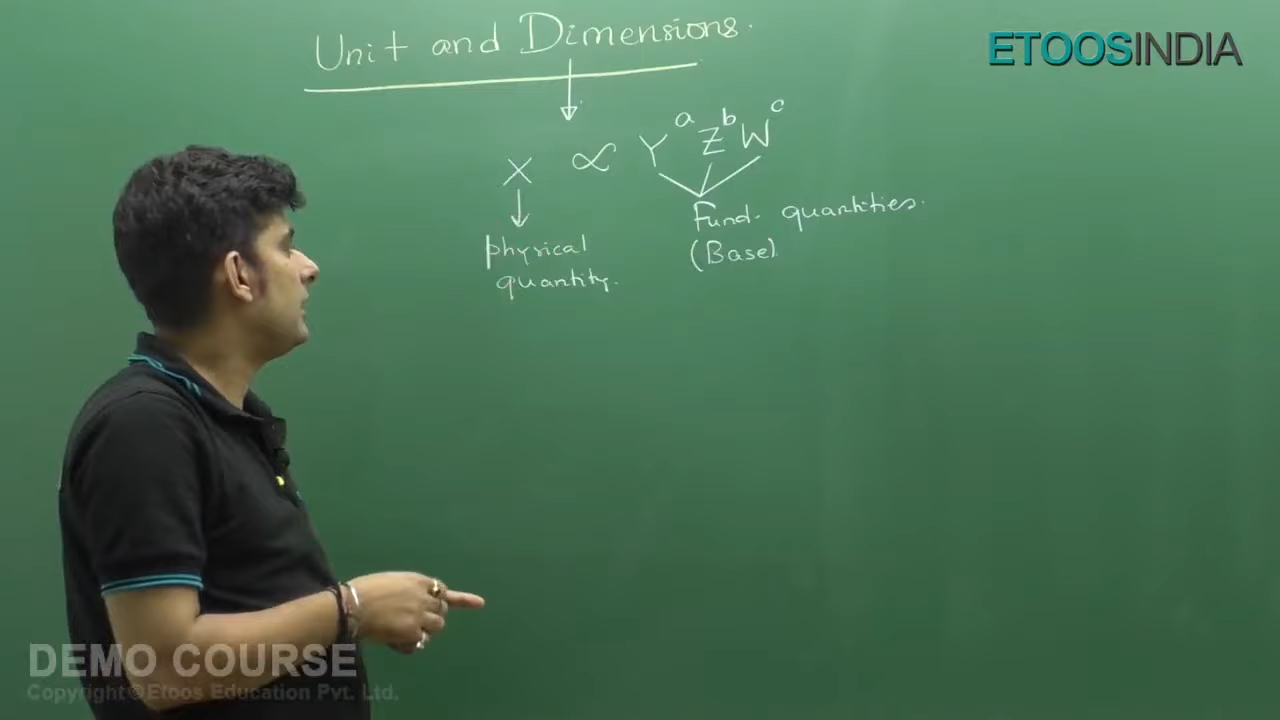 Unit and Dimensions.
ETOOSINDIA
X ∝ Y^a Z^b W^c
physical
quantity.
Fund. quantities.
(Base)
DEMO COURSE
Copyright©Etoos Education Pvt. Ltd.